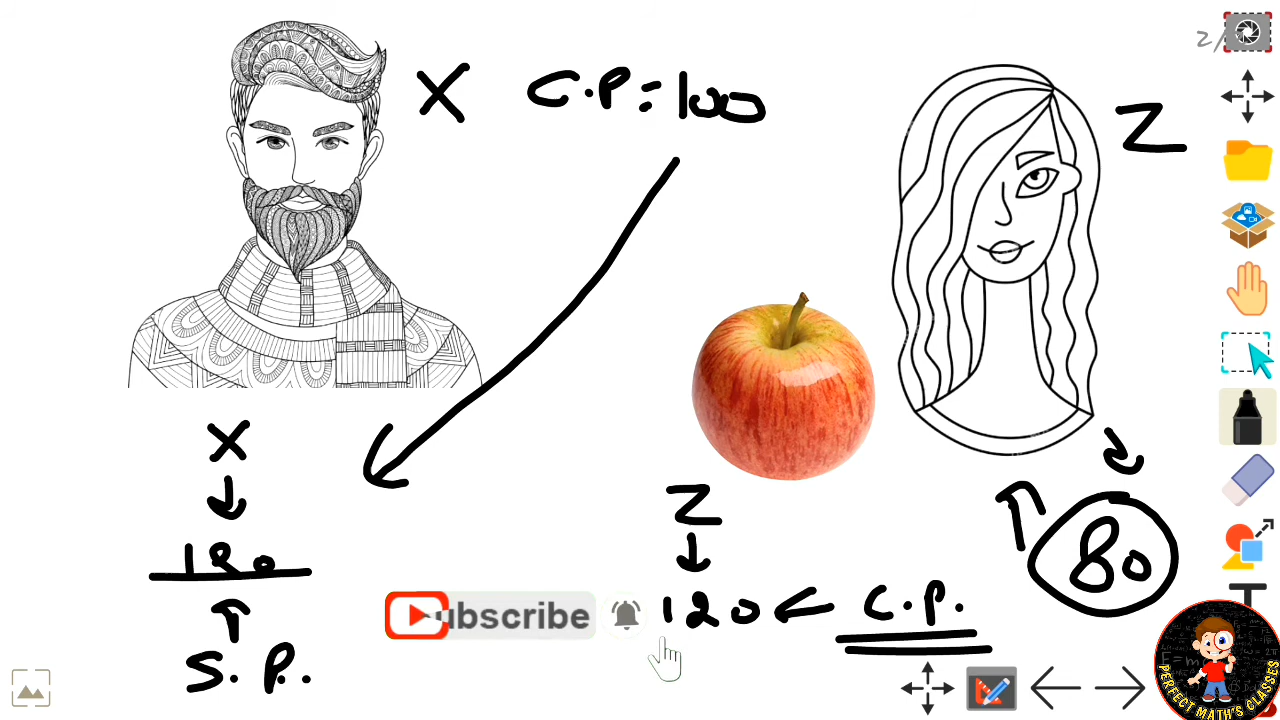 X C.P = 100
Z
X
120
S.P.
Z
120 C.P.
80
ubscribe
PERFECT MATH'S CLASSES